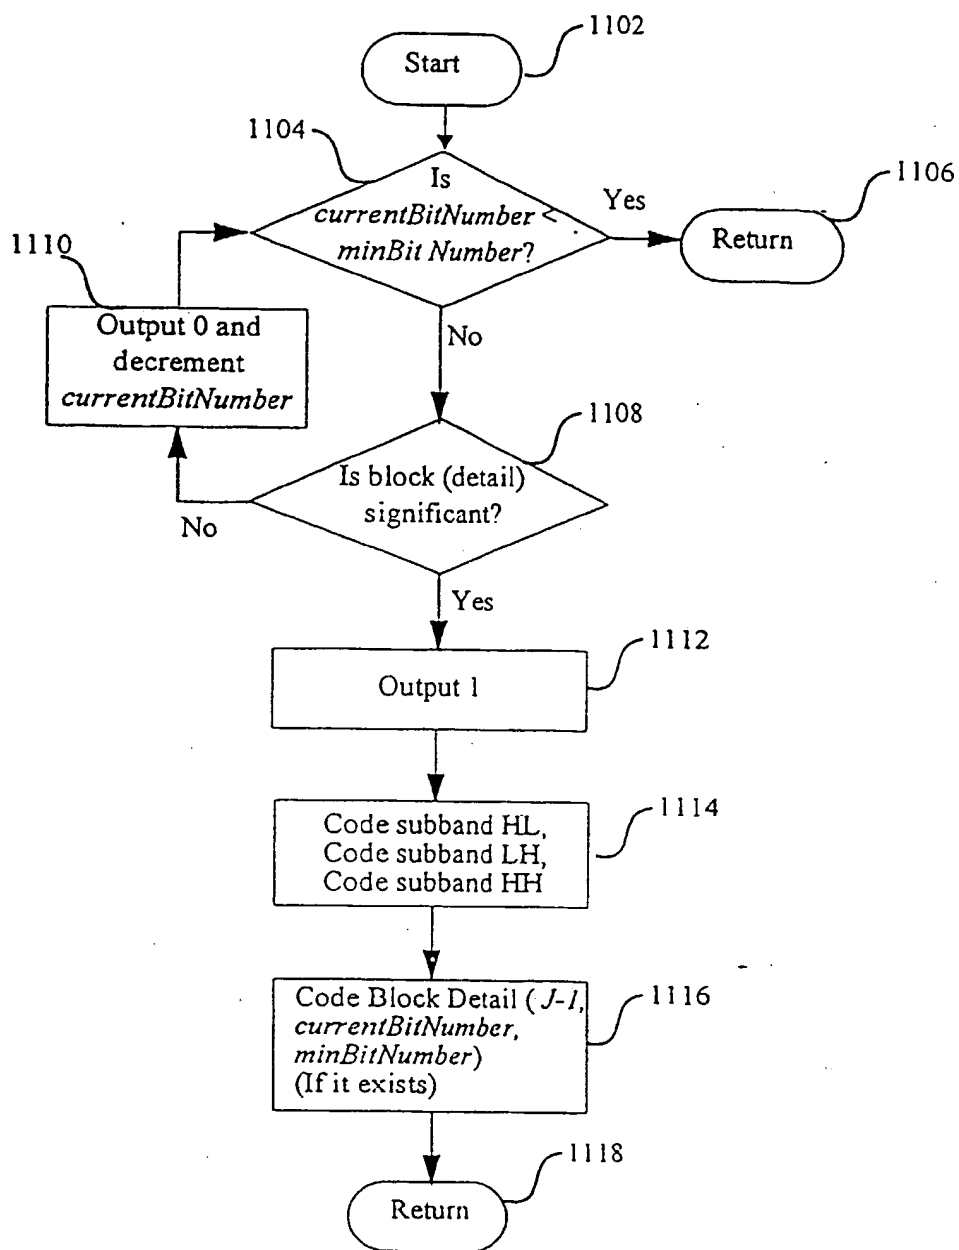 1102
Start
1104
Is
currentBitNumber <
minBit Number?
Yes
1106
Return
1110
Output 0 and
decrement
currentBitNumber
No
1108
Is block (detail)
significant?
No
Yes
1112
Output 1
1114
Code subband HL,
Code subband LH,
Code subband HH
1116
Code Block Detail ( J-1,
currentBitNumber,
minBitNumber)
(If it exists)
1118
Return